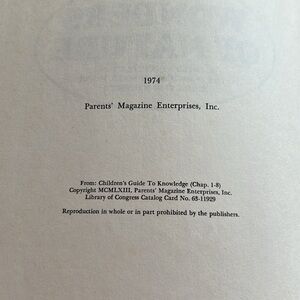 1974
Parents' Magazine Enterprises, Inc.
From: Children's Guide To Knowledge (Chap. 1-8)
Copyright MCMLXIII, Parents' Magazine Enterprises, Inc.
Library of Congress Catalog Card No. 63-11929
Reproduction in whole or in part prohibited by the publishers.